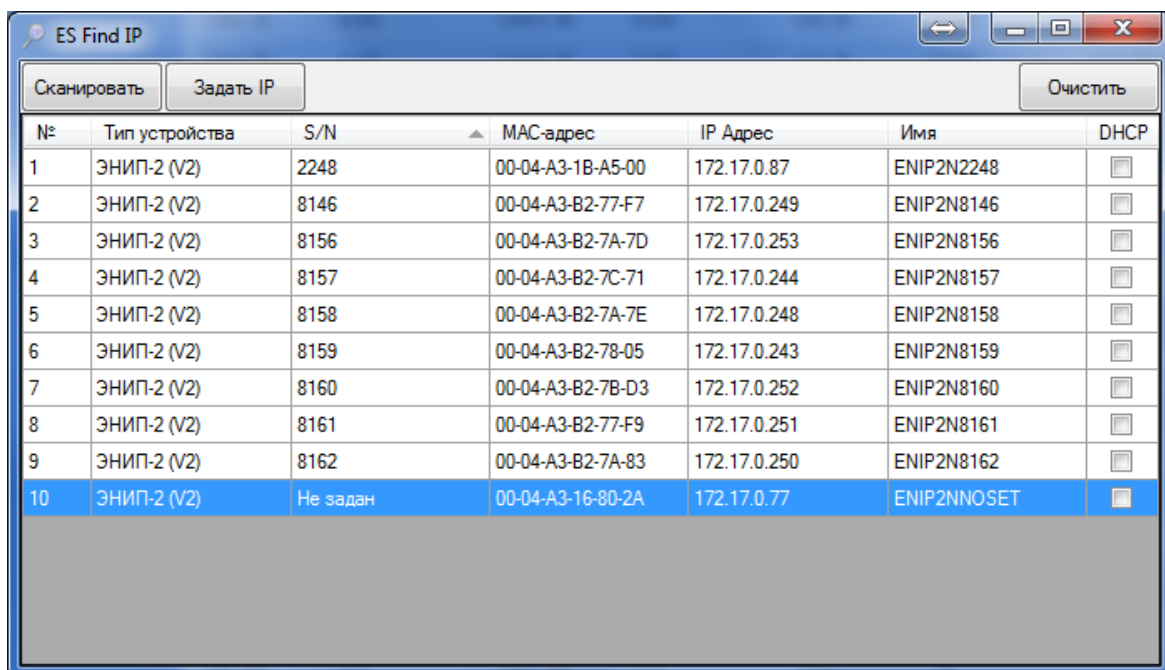 ES Find IP
Сканировать Задать IP Очистить
№ Тип устройства S/N MAC-адрес IP Адрес Имя DHCP
1 ЭНИП-2 (V2) 2248 00-04-A3-1B-A5-00 172.17.0.87 ENIP2N2248
2 ЭНИП-2 (V2) 8146 00-04-A3-B2-77-F7 172.17.0.249 ENIP2N8146
3 ЭНИП-2 (V2) 8156 00-04-A3-B2-7A-7D 172.17.0.253 ENIP2N8156
4 ЭНИП-2 (V2) 8157 00-04-A3-B2-7C-71 172.17.0.244 ENIP2N8157
5 ЭНИП-2 (V2) 8158 00-04-A3-B2-7A-7E 172.17.0.248 ENIP2N8158
6 ЭНИП-2 (V2) 8159 00-04-A3-B2-78-05 172.17.0.243 ENIP2N8159
7 ЭНИП-2 (V2) 8160 00-04-A3-B2-7B-D3 172.17.0.252 ENIP2N8160
8 ЭНИП-2 (V2) 8161 00-04-A3-B2-77-F9 172.17.0.251 ENIP2N8161
9 ЭНИП-2 (V2) 8162 00-04-A3-B2-7A-83 172.17.0.250 ENIP2N8162
10 ЭНИП-2 (V2) Не задан 00-04-A3-16-80-2A 172.17.0.77 ENIP2NNOSET